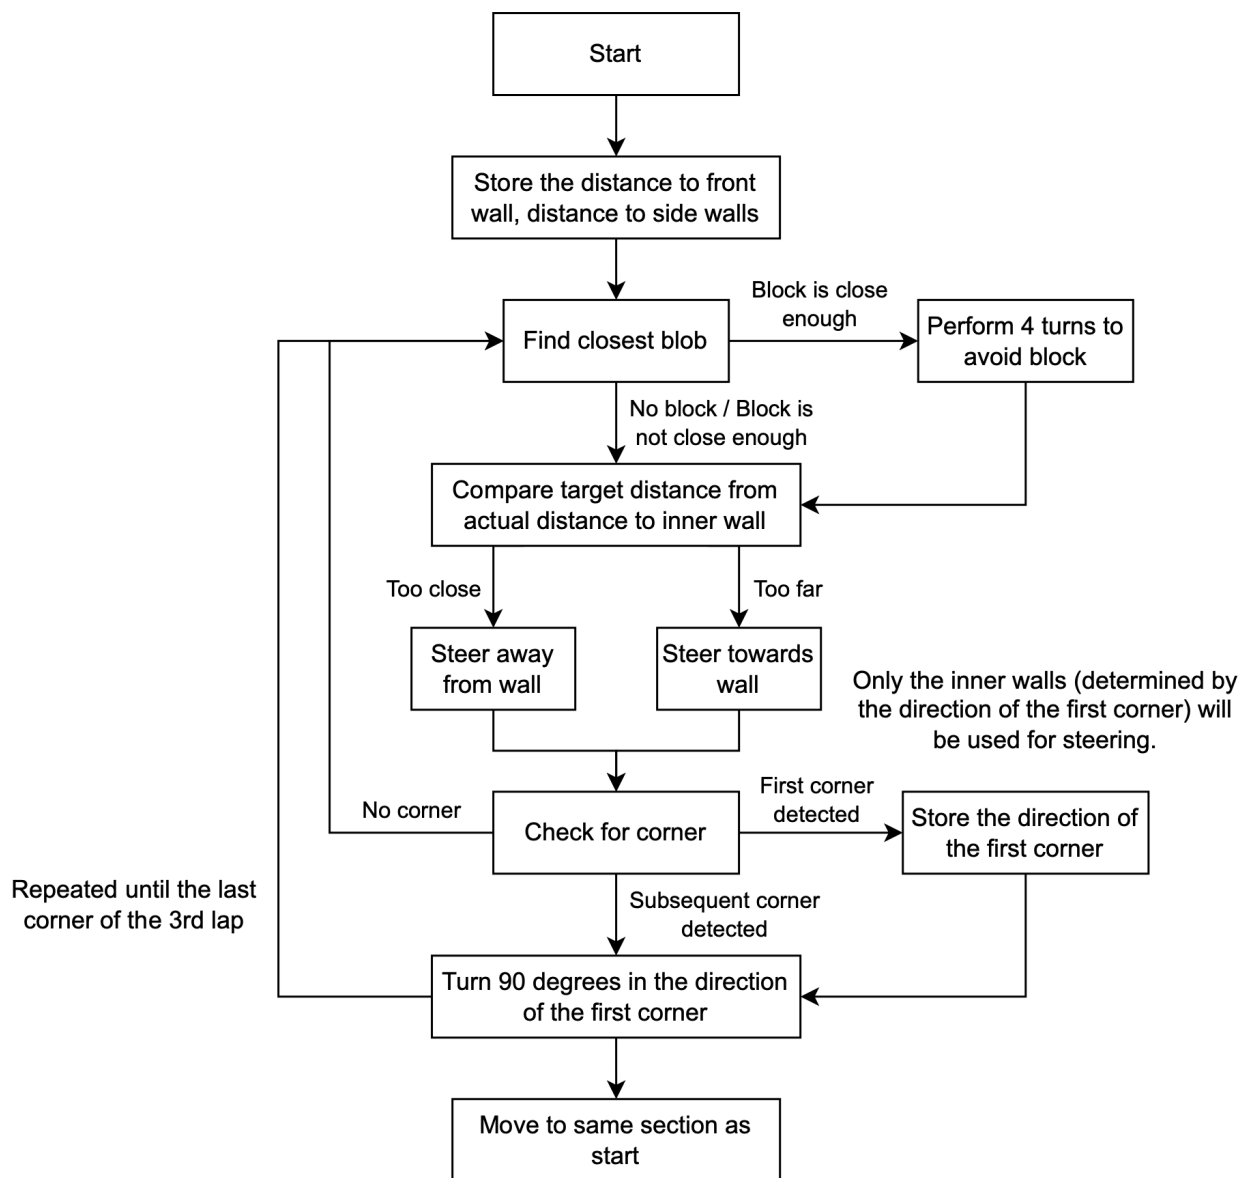 Start
Store the distance to front
wall, distance to side walls
Block is close
enough
Find closest blob
Perform 4 turns to
avoid block
No block / Block is
not close enough
Compare target distance from
actual distance to inner wall
Too close
Too far
Steer away
from wall
Steer towards
wall
Only the inner walls (determined by
the direction of the first corner) will
be used for steering.
No corner
Check for corner
First corner
detected
Store the direction of
the first corner
Repeated until the last
corner of the 3rd lap
Subsequent corner
detected
Turn 90 degrees in the direction
of the first corner
Move to same section as
start